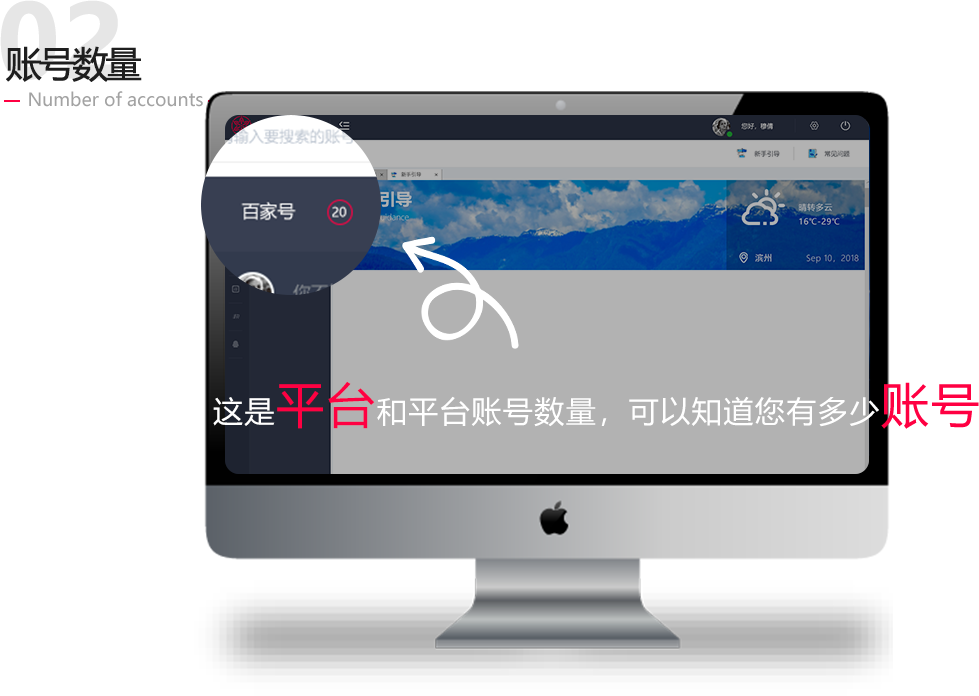 02
账号数量
Number of accounts
输入要搜索的账号
您好，穆倩
新手引导
常见问题
新手引导
引导
guidance
百家号 20
晴转多云
16℃-29℃
滨州
Sep 10, 2018
这是平台和平台账号数量，可以知道您有多少账号